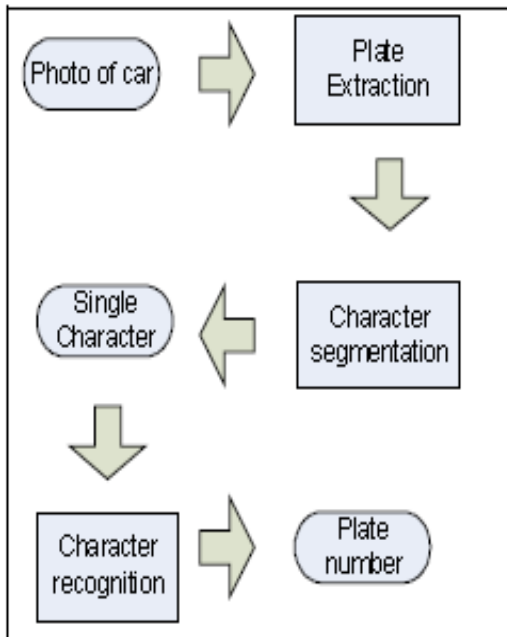 Photo of car
Plate
Extraction
Character
segmentation
Single
Character
Character
recognition
Plate
number